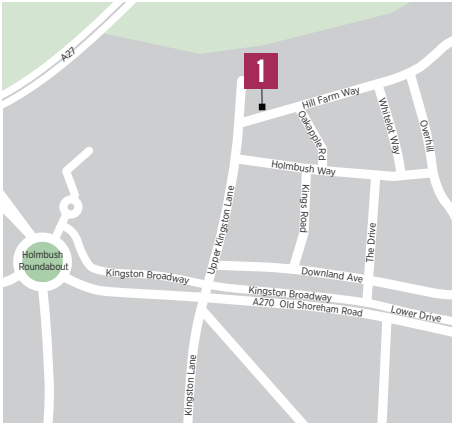 A27
1
Hill Farm Way
Oakapple Rd
Whitelot Way
Overhill
Holmbush Way
Kings Road
Upper Kingston Lane
The Drive
Holmbush
Roundabout
Kingston Broadway
Downland Ave
Kingston Broadway
A270 Old Shoreham Road
Lower Drive
Kingston Lane